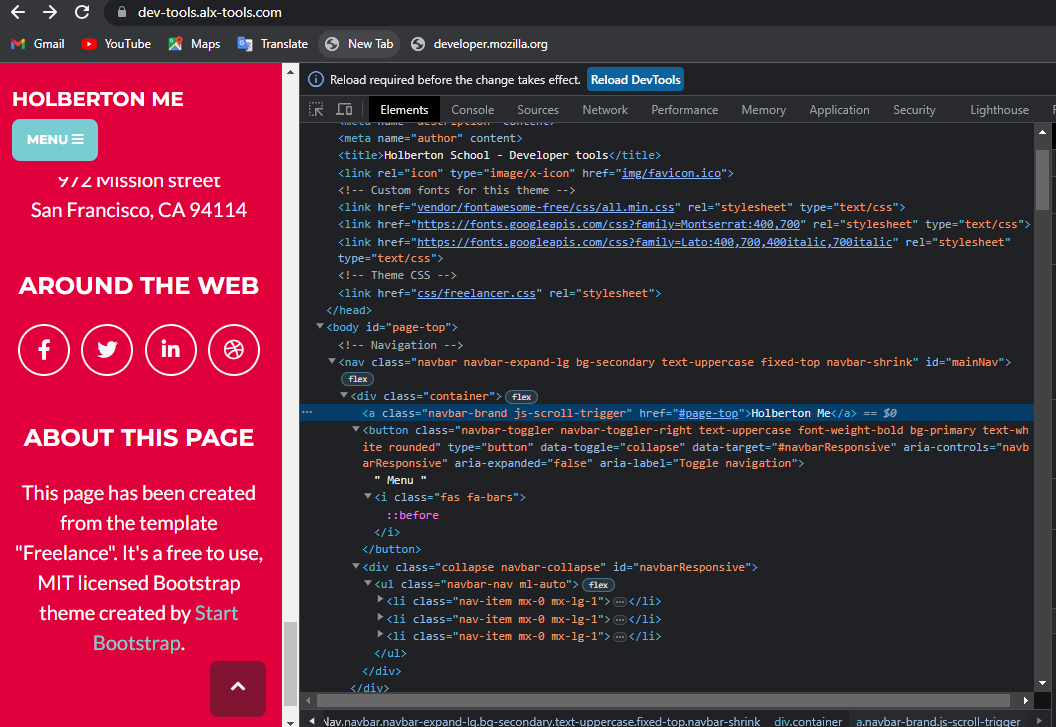 dev-tools.alx-tools.com
Gmail YouTube Maps Translate New Tab developer.mozilla.org
HOLBERTON ME
MENU
972 Mission street
San Francisco, CA 94114
AROUND THE WEB
ABOUT THIS PAGE
This page has been created
from the template
"Freelance". It's a free to use,
MIT licensed Bootstrap
theme created by Start
Bootstrap.
Reload required before the change takes effect. Reload DevTools
Elements Console Sources Network Performance Memory Application Security Lighthouse
<meta name="description" content>
<meta name="author" content>
<title>Holberton School - Developer tools</title>
<link rel="icon" type="image/x-icon" href="img/favicon.ico">
<!-- Custom fonts for this theme -->
<link href="vendor/fontawesome-free/css/all.min.css" rel="stylesheet" type="text/css">
<link href="https://fonts.googleapis.com/css?family=Montserrat:400,700" rel="stylesheet" type="text/css">
<link href="https://fonts.googleapis.com/css?family=Lato:400,700,400italic,700italic" rel="stylesheet"
type="text/css">
<!-- Theme CSS -->
<link href="css/freelancer.css" rel="stylesheet">
</head>
<body id="page-top">
<!-- Navigation -->
<nav class="navbar navbar-expand-lg bg-secondary text-uppercase fixed-top navbar-shrink" id="mainNav">
flex
<div class="container"> flex
<a class="navbar-brand js-scroll-trigger" href="#page-top">Holberton Me</a> == $0
<button class="navbar-toggler navbar-toggler-right text-uppercase font-weight-bold bg-primary text-wh
ite rounded" type="button" data-toggle="collapse" data-target="#navbarResponsive" aria-controls="navb
arResponsive" aria-expanded="false" aria-label="Toggle navigation">
" Menu "
<i class="fas fa-bars">
::before
</i>
</button>
<div class="collapse navbar-collapse" id="navbarResponsive">
<ul class="navbar-nav ml-auto"> flex
<li class="nav-item mx-0 mx-lg-1">…</li>
<li class="nav-item mx-0 mx-lg-1">…</li>
<li class="nav-item mx-0 mx-lg-1">…</li>
</ul>
</div>
</div>
Nav.navbar.navbar-expand-lg.bg-secondary.text-uppercase.fixed-top.navbar-shrink div.container a.navbar-brand.js-scroll-trigger